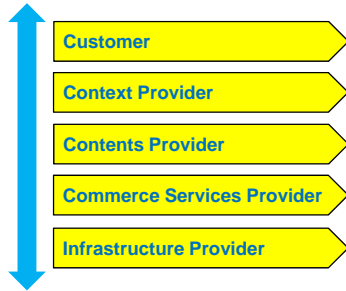 Customer
Context Provider
Contents Provider
Commerce Services Provider
Infrastructure Provider